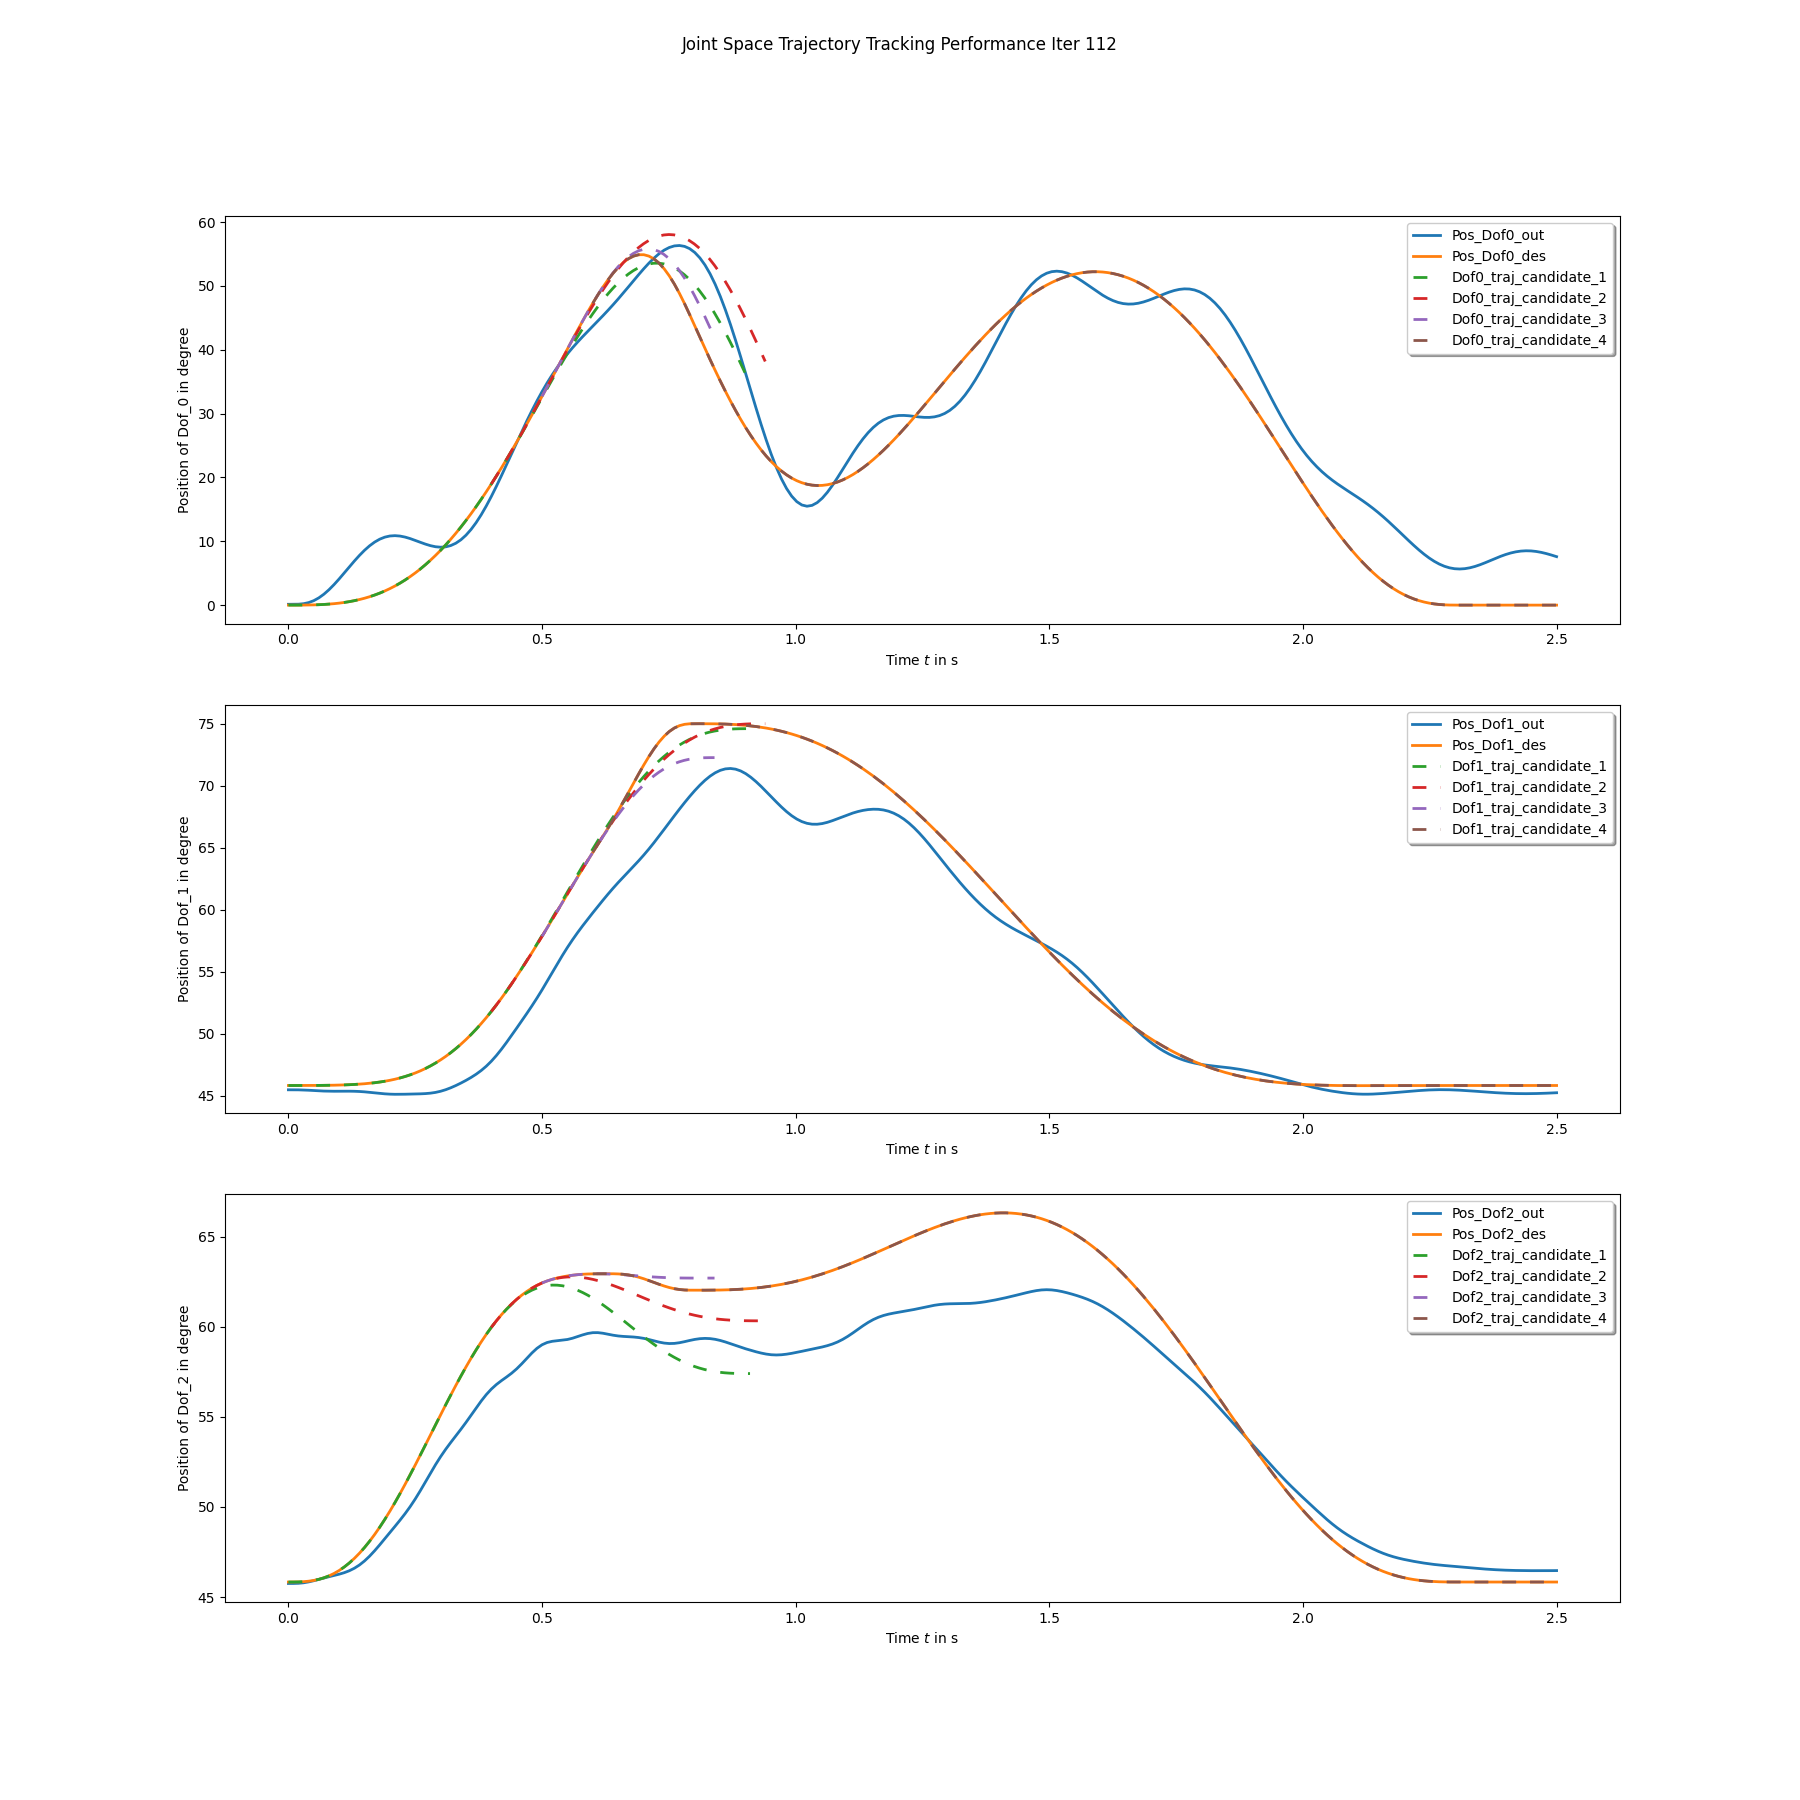 Joint Space Trajectory Tracking Performance Iter 112
Position of Dof_0 in degree
60
50
40
30
20
10
0
Pos_Dof0_out
Pos_Dof0_des
Dof0_traj_candidate_1
Dof0_traj_candidate_2
Dof0_traj_candidate_3
Dof0_traj_candidate_4
0.0 0.5 1.0 1.5 2.0 2.5
Time t in s
Position of Dof_1 in degree
75
70
65
60
55
50
45
Pos_Dof1_out
Pos_Dof1_des
Dof1_traj_candidate_1
Dof1_traj_candidate_2
Dof1_traj_candidate_3
Dof1_traj_candidate_4
0.0 0.5 1.0 1.5 2.0 2.5
Time t in s
Position of Dof_2 in degree
65
60
55
50
45
Pos_Dof2_out
Pos_Dof2_des
Dof2_traj_candidate_1
Dof2_traj_candidate_2
Dof2_traj_candidate_3
Dof2_traj_candidate_4
0.0 0.5 1.0 1.5 2.0 2.5
Time t in s